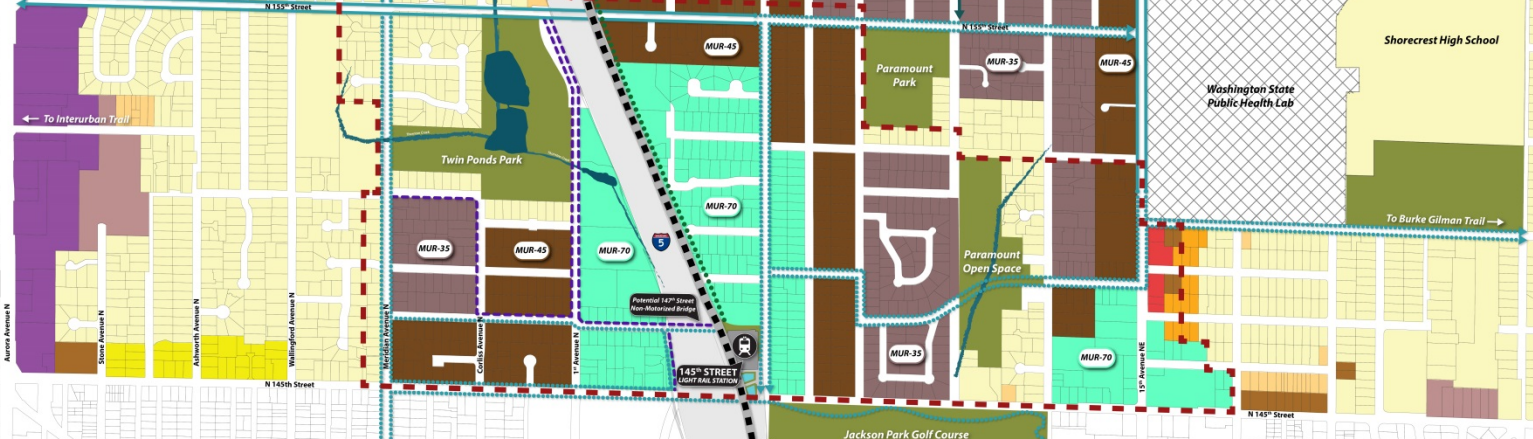 N 155th Street
N 155th Street
MUR-45
MUR-35
MUR-45
Shorecrest High School
Paramount
Park
Washington State
Public Health Lab
← To Interurban Trail
Twin Ponds Park
MUR-70
To Burke Gilman Trail →
MUR-35
MUR-45
MUR-70
5
Paramount
Open Space
Potential 147th Street
Non-Motorized Bridge
Aurora Avenue N
Stone Avenue N
Ashworth Avenue N
Wallingford Avenue N
Meridian Avenue N
Corliss Avenue N
1st Avenue N
145TH STREET
LIGHT RAIL STATION
MUR-35
MUR-70
15th Avenue NE
N 145th Street
N 145th Street
Jackson Park Golf Course